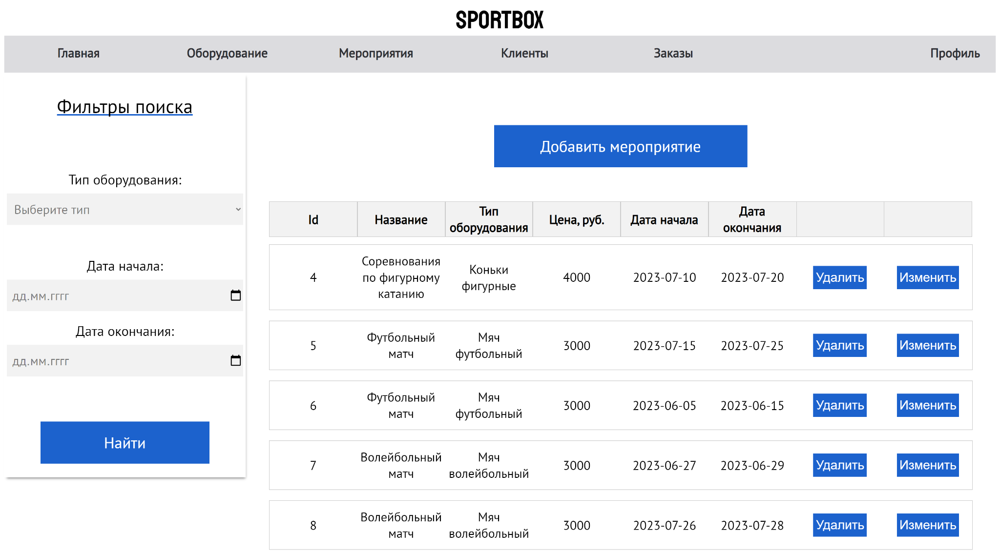 SPORTBOX
Главная Оборудование Мероприятия Клиенты Заказы Профиль
Фильтры поиска
Тип оборудования:
Выберите тип
Дата начала:
дд.мм.гггг
Дата окончания:
дд.мм.гггг
Найти
Добавить мероприятие
Id Название Тип оборудования Цена, руб. Дата начала Дата окончания
4 Соревнования по фигурному катанию Коньки фигурные 4000 2023-07-10 2023-07-20 Удалить Изменить
5 Футбольный матч Мяч футбольный 3000 2023-07-15 2023-07-25 Удалить Изменить
6 Футбольный матч Мяч футбольный 3000 2023-06-05 2023-06-15 Удалить Изменить
7 Волейбольный матч Мяч волейбольный 3000 2023-06-27 2023-06-29 Удалить Изменить
8 Волейбольный матч Мяч волейбольный 3000 2023-07-26 2023-07-28 Удалить Изменить